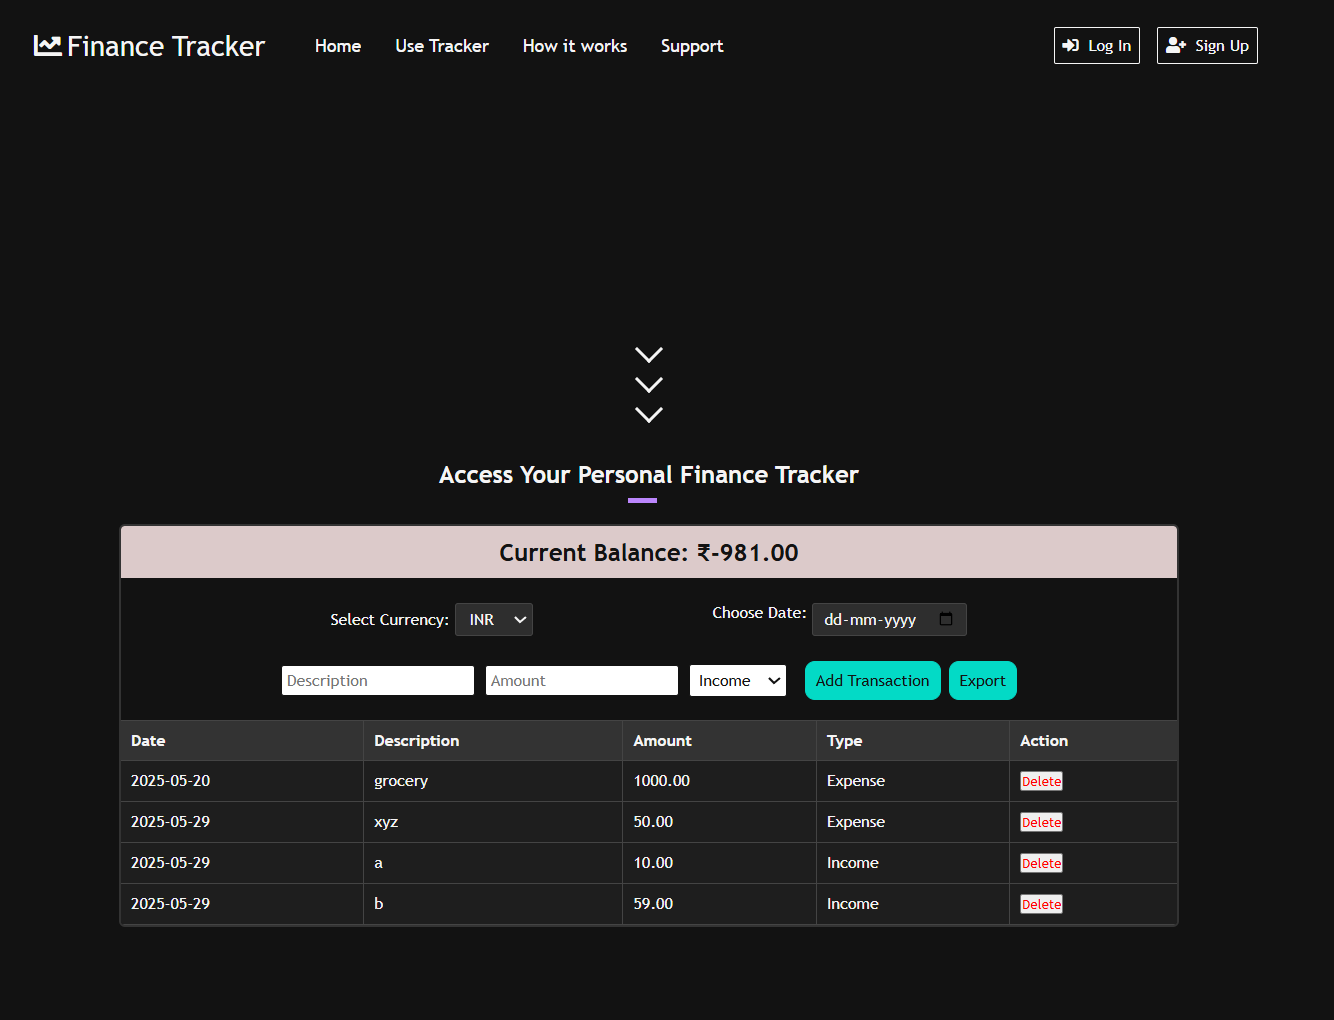 Finance Tracker Home Use Tracker How it works Support Log In Sign Up
Access Your Personal Finance Tracker
Current Balance: ₹-981.00
Select Currency: INR Choose Date: dd-mm-yyyy
Description Amount Income Add Transaction Export
Date Description Amount Type Action
2025-05-20 grocery 1000.00 Expense Delete
2025-05-29 xyz 50.00 Expense Delete
2025-05-29 a 10.00 Income Delete
2025-05-29 b 59.00 Income Delete